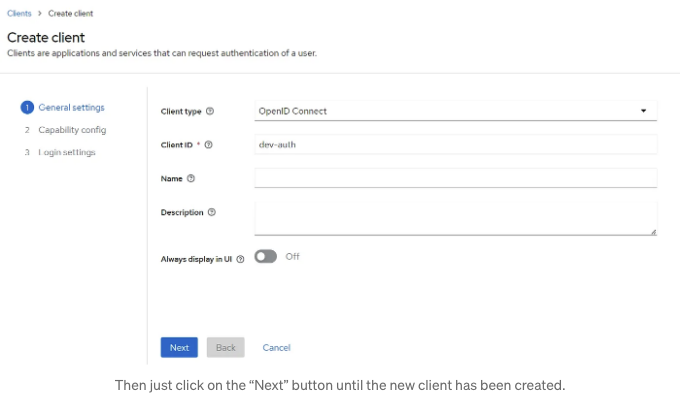 Clients > Create client
Create client
Clients are applications and services that can request authentication of a user.
1 General settings
2 Capability config
3 Login settings
Client type
OpenID Connect
Client ID *
dev-auth
Name
Description
Always display in UI
Off
Next
Back
Cancel
Then just click on the “Next” button until the new client has been created.